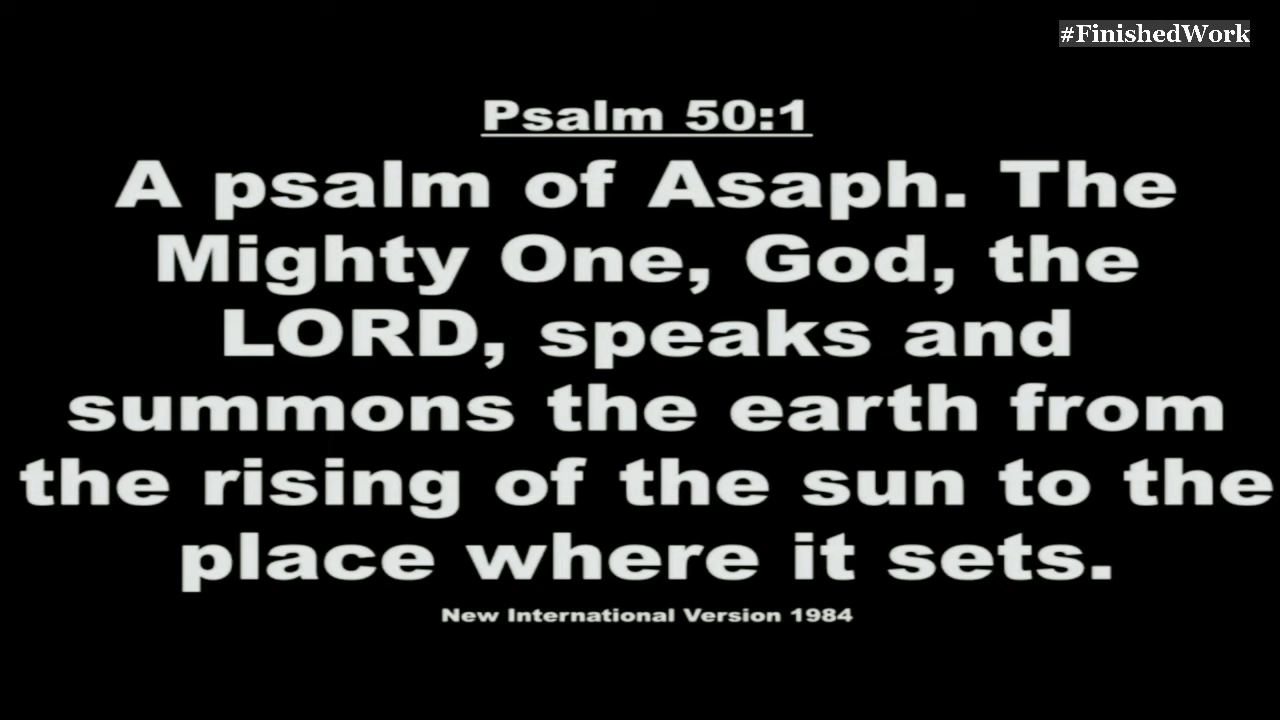 #FinishedWork
Psalm 50:1
A psalm of Asaph. The
Mighty One, God, the
LORD, speaks and
summons the earth from
the rising of the sun to the
place where it sets.
New International Version 1984